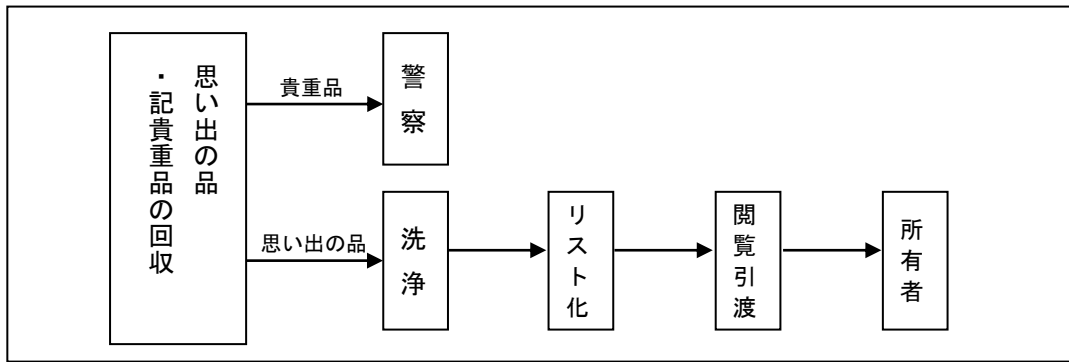 思い出の品
・記貴重品の回収
貴重品
警察
思い出の品
洗浄
リスト化
閲覧引渡
所有者